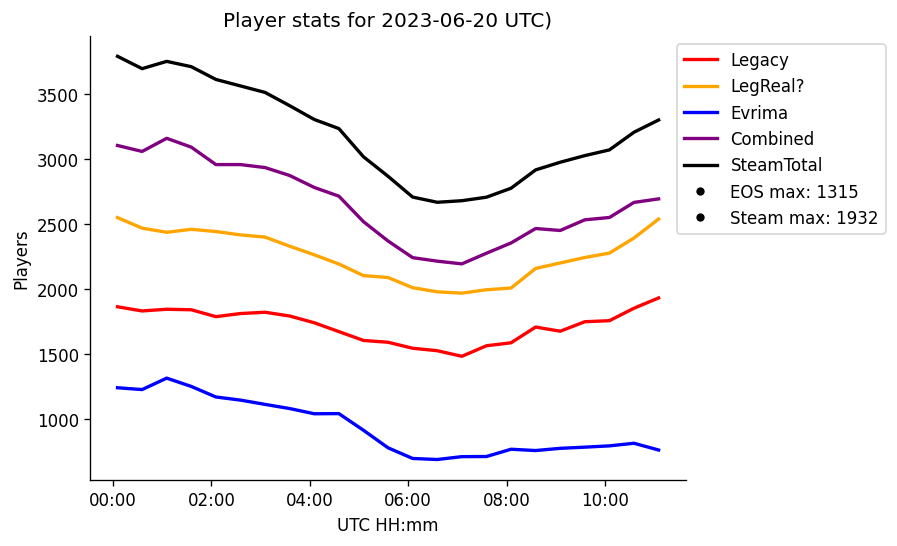 Player stats for 2023-06-20 UTC)
Players
3500
3000
2500
2000
1500
1000
00:00 02:00 04:00 06:00 08:00 10:00
UTC HH:mm
Legacy
LegReal?
Evrima
Combined
SteamTotal
EOS max: 1315
Steam max: 1932